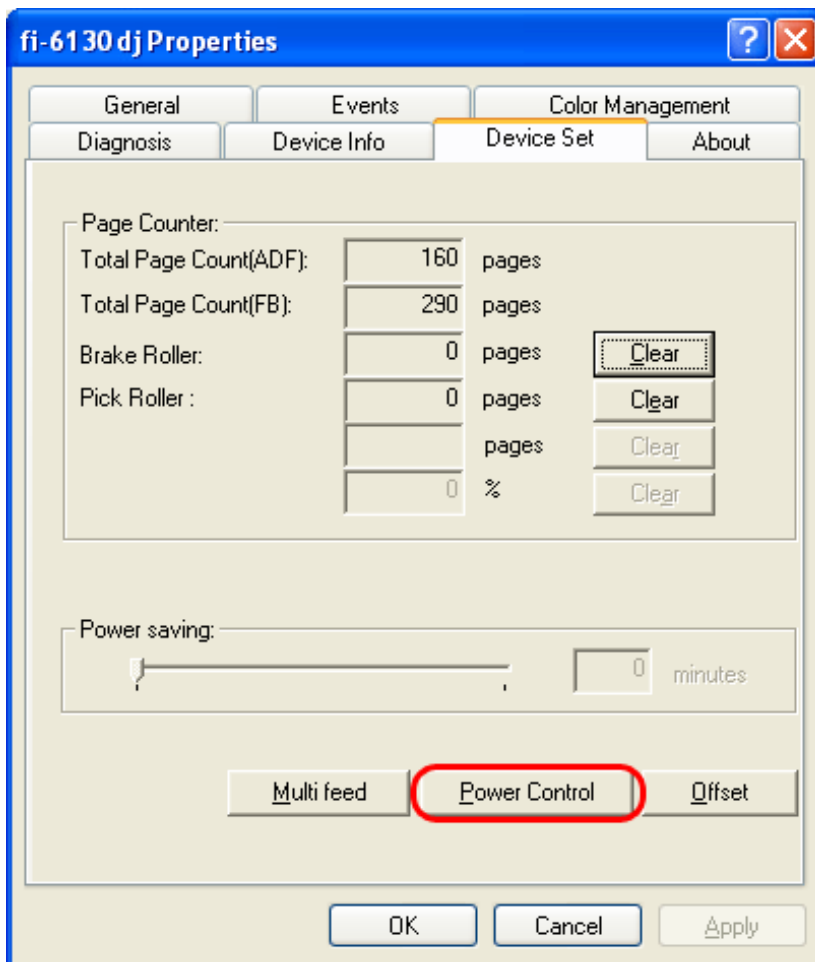 fi-6130 dj Properties
General Events Color Management
Diagnosis Device Info Device Set About
Page Counter:
Total Page Count(ADF): 160 pages
Total Page Count(FB): 290 pages
Brake Roller: 0 pages Clear
Pick Roller : 0 pages Clear
pages Clear
0 % Clear
Power saving:
0 minutes
Multi feed Power Control Offset
OK Cancel Apply